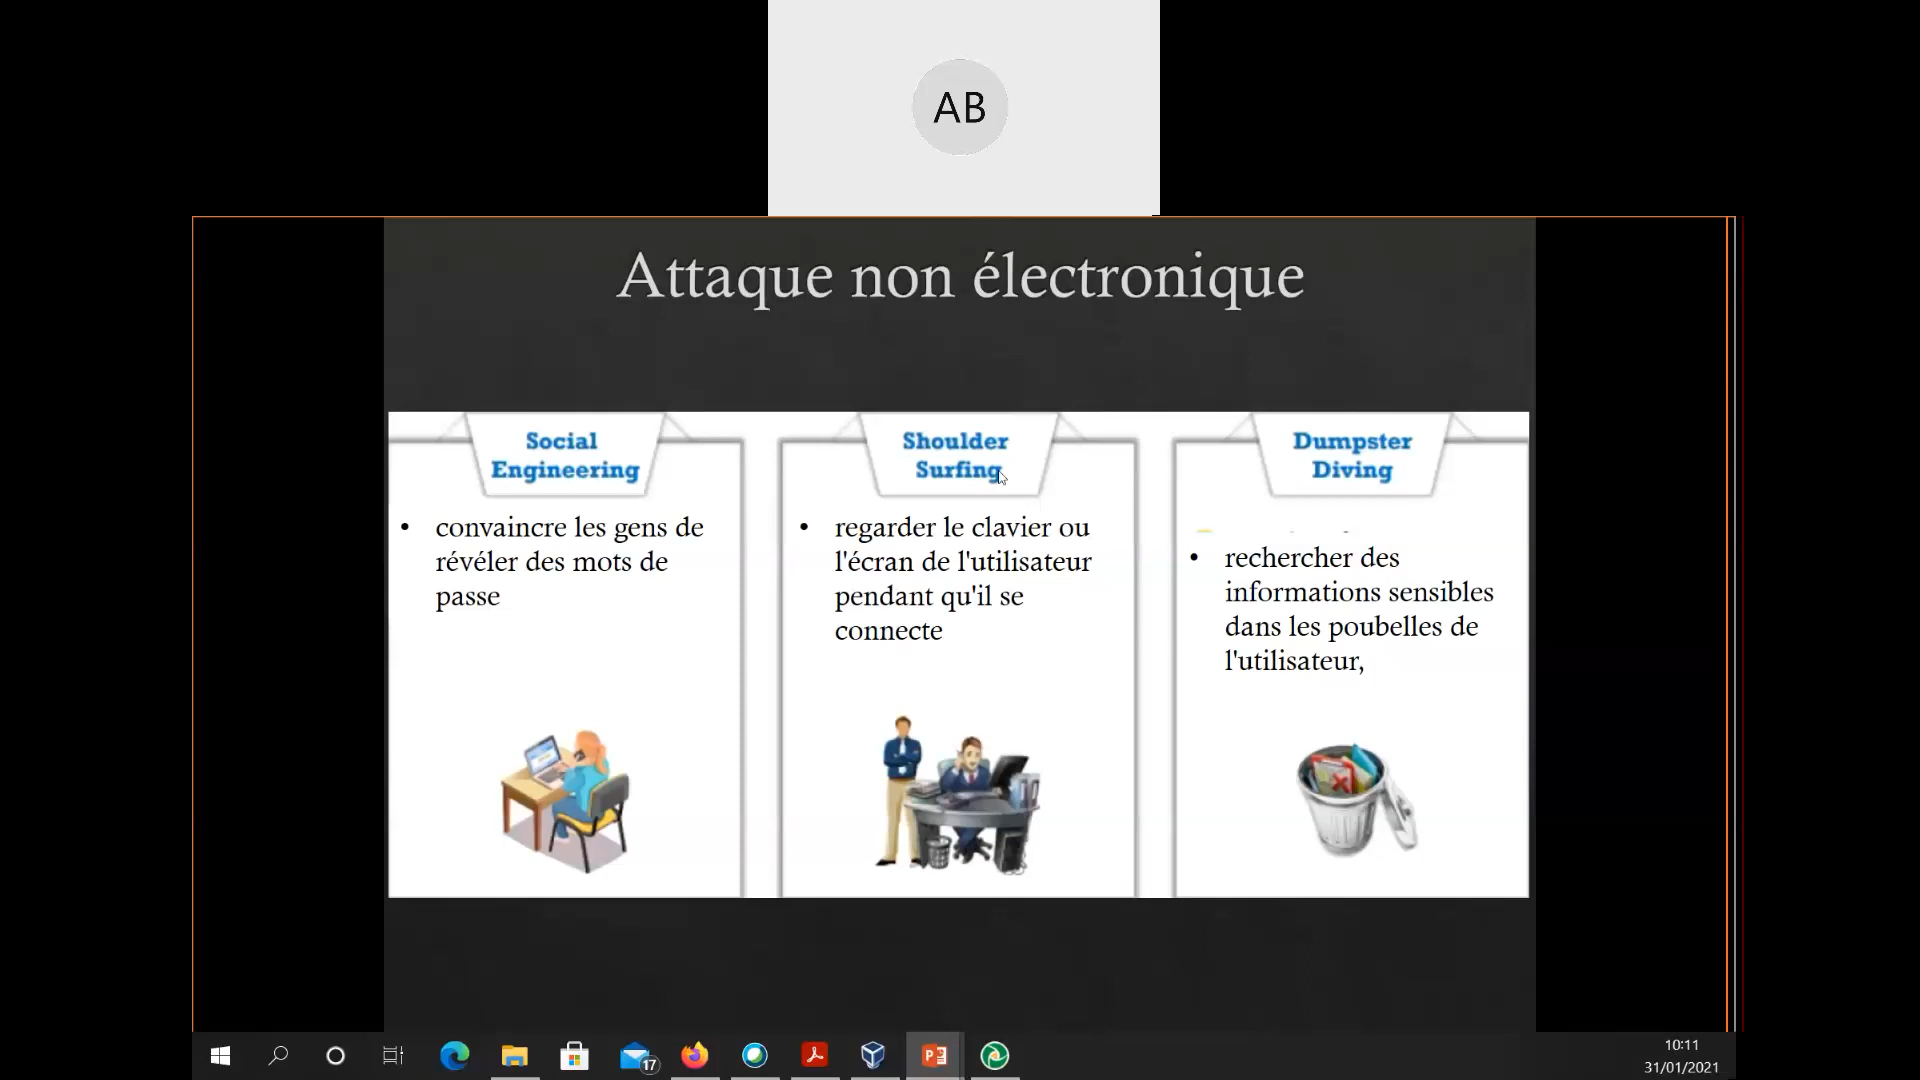 AB
Attaque non électronique
Social
Engineering
• convaincre les gens de
révéler des mots de
passe
Shoulder
Surfing
• regarder le clavier ou
l'écran de l'utilisateur
pendant qu'il se
connecte
Dumpster
Diving
• rechercher des
informations sensibles
dans les poubelles de
l'utilisateur,
17
10:11
31/01/2021